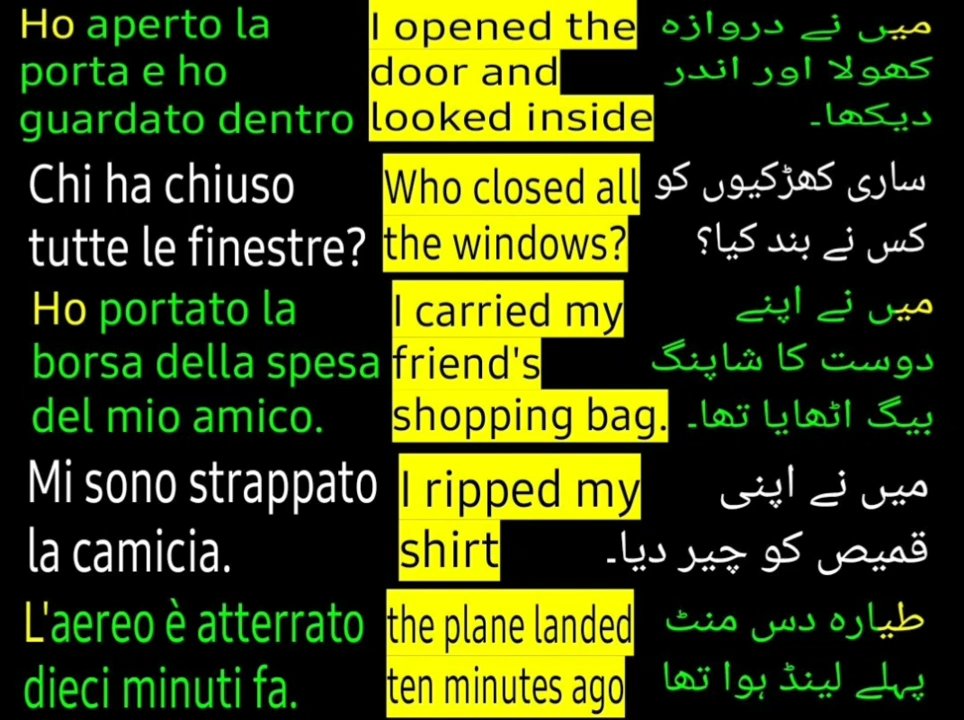 Ho aperto la
porta e ho
guardato dentro
I opened the
door and
looked inside
میں نے دروازہ
کھولا اور اندر
دیکھا۔
Chi ha chiuso
tutte le finestre?
Who closed all
the windows?
ساری کھڑکیوں کو
کس نے بند کیا؟
Ho portato la
borsa della spesa
del mio amico.
I carried my
friend's
shopping bag.
میں نے اپنے
دوست کا شاپنگ
بیگ اٹھایا تھا۔
Mi sono strappato
la camicia.
I ripped my
shirt
میں نے اپنی
قمیص کو چیر دیا۔
L'aereo è atterrato
dieci minuti fa.
the plane landed
ten minutes ago
طیارہ دس منٹ
پہلے لینڈ ہوا تھا